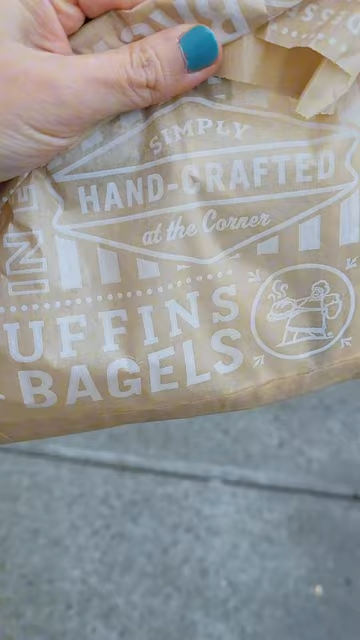 SIMPLY
HAND-CRAFTED
at the Corner
UFFINS
BAGELS